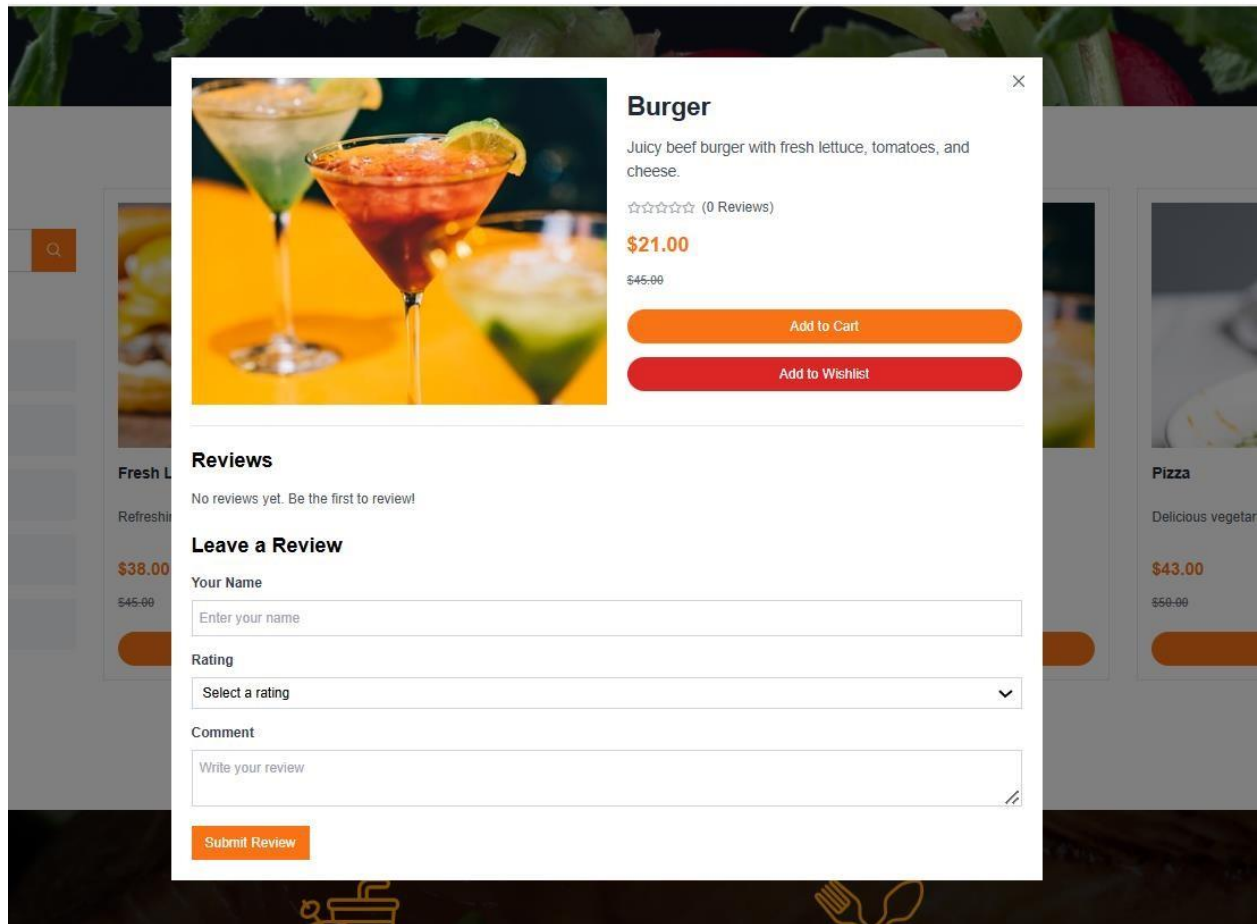 Burger
Juicy beef burger with fresh lettuce, tomatoes, and
cheese.
(0 Reviews)
$21.00
$45.00
Add to Cart
Add to Wishlist
Reviews
No reviews yet. Be the first to review!
Leave a Review
Your Name
Enter your name
Rating
Select a rating
Comment
Write your review
Submit Review
Fresh
$38.00
$45.00
Pizza
Delicious
$43.00
$50.00